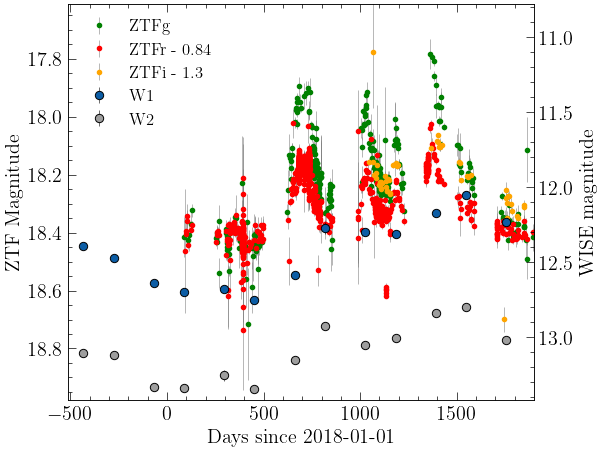 ZTFg
ZTFr - 0.84
ZTFi - 1.3
W1
W2
17.8
18.0
18.2
18.4
18.6
18.8
ZTF Magnitude
11.0
11.5
12.0
12.5
13.0
WISE magnitude
−500
0
500
1000
1500
Days since 2018-01-01